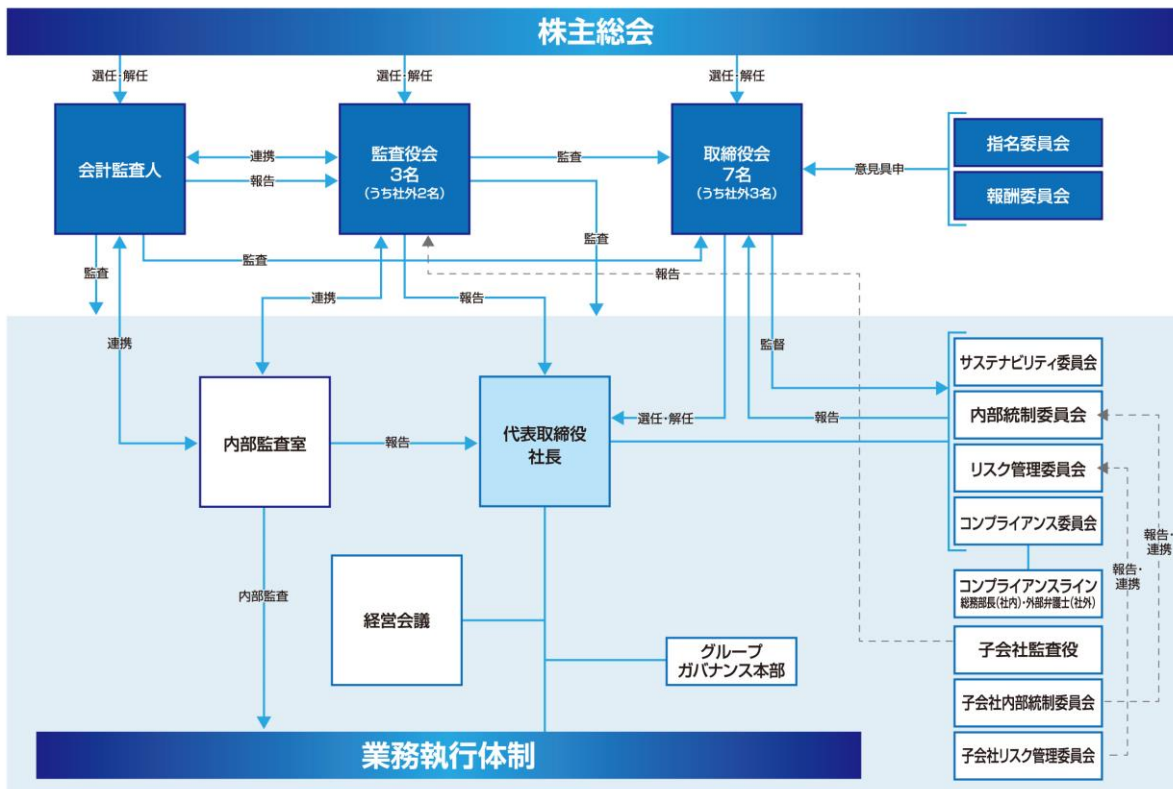 株主総会
選任・解任
選任・解任
選任・解任
会計監査人
連携
報告
監査役会
3名
(うち社外2名)
監査
取締役会
7名
(うち社外3名)
意見具申
指名委員会
報酬委員会
監査
監査
監査
報告
連携
報告
連携
監督
サステナビリティ委員会
内部統制委員会
リスク管理委員会
コンプライアンス委員会
選任・解任
報告
内部監査室
報告
代表取締役
社長
報告・
連携
報告・
連携
コンプライアンスライン
総務部長(社内)・外部弁護士(社外)
内部監査
経営会議
グループ
ガバナンス本部
子会社監査役
子会社内部統制委員会
子会社リスク管理委員会
業務執行体制